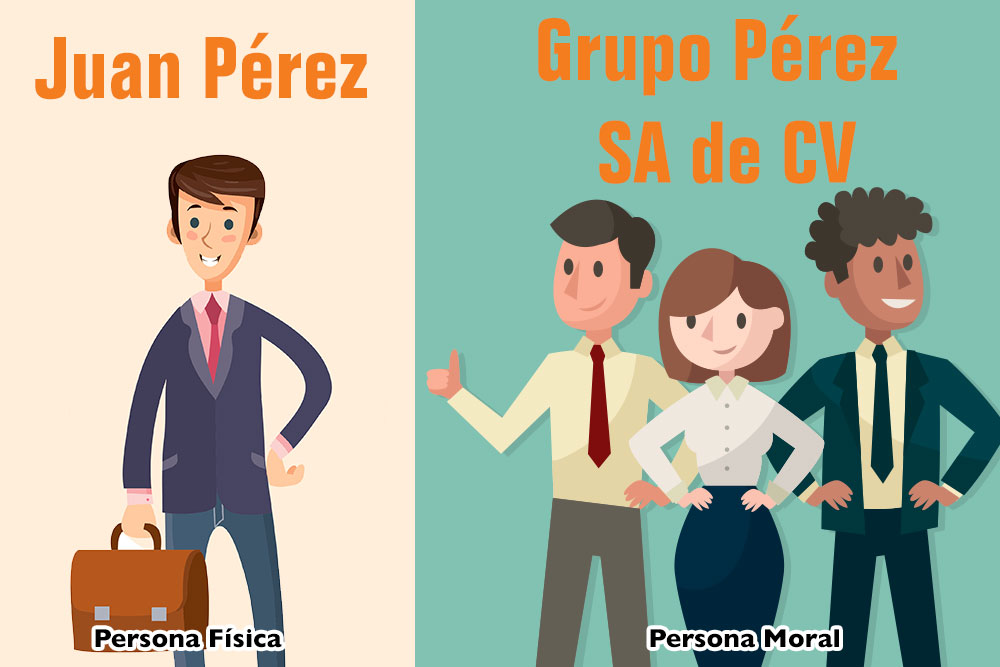 Juan Pérez
Persona Física
Grupo Pérez
SA de CV
Persona Moral